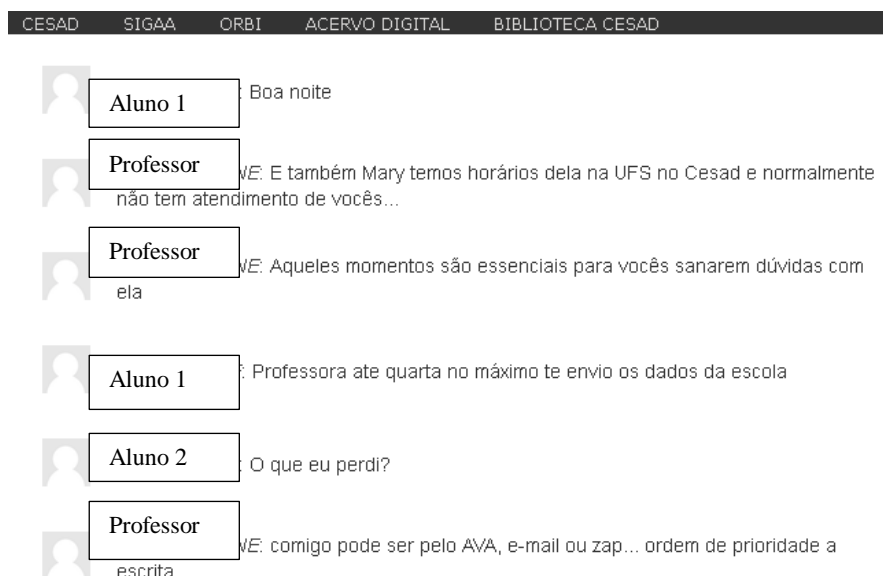 CESAD SIGAA ORBI ACERVO DIGITAL BIBLIOTECA CESAD
Aluno 1 : Boa noite
Professor NE: E também Mary temos horários dela na UFS no Cesad e normalmente
não tem atendimento de vocês...
Professor NE: Aqueles momentos são essenciais para vocês sanarem dúvidas com
ela
Aluno 1 : Professora ate quarta no máximo te envio os dados da escola
Aluno 2 : O que eu perdi?
Professor NE: comigo pode ser pelo AVA, e-mail ou zap... ordem de prioridade a
escrita